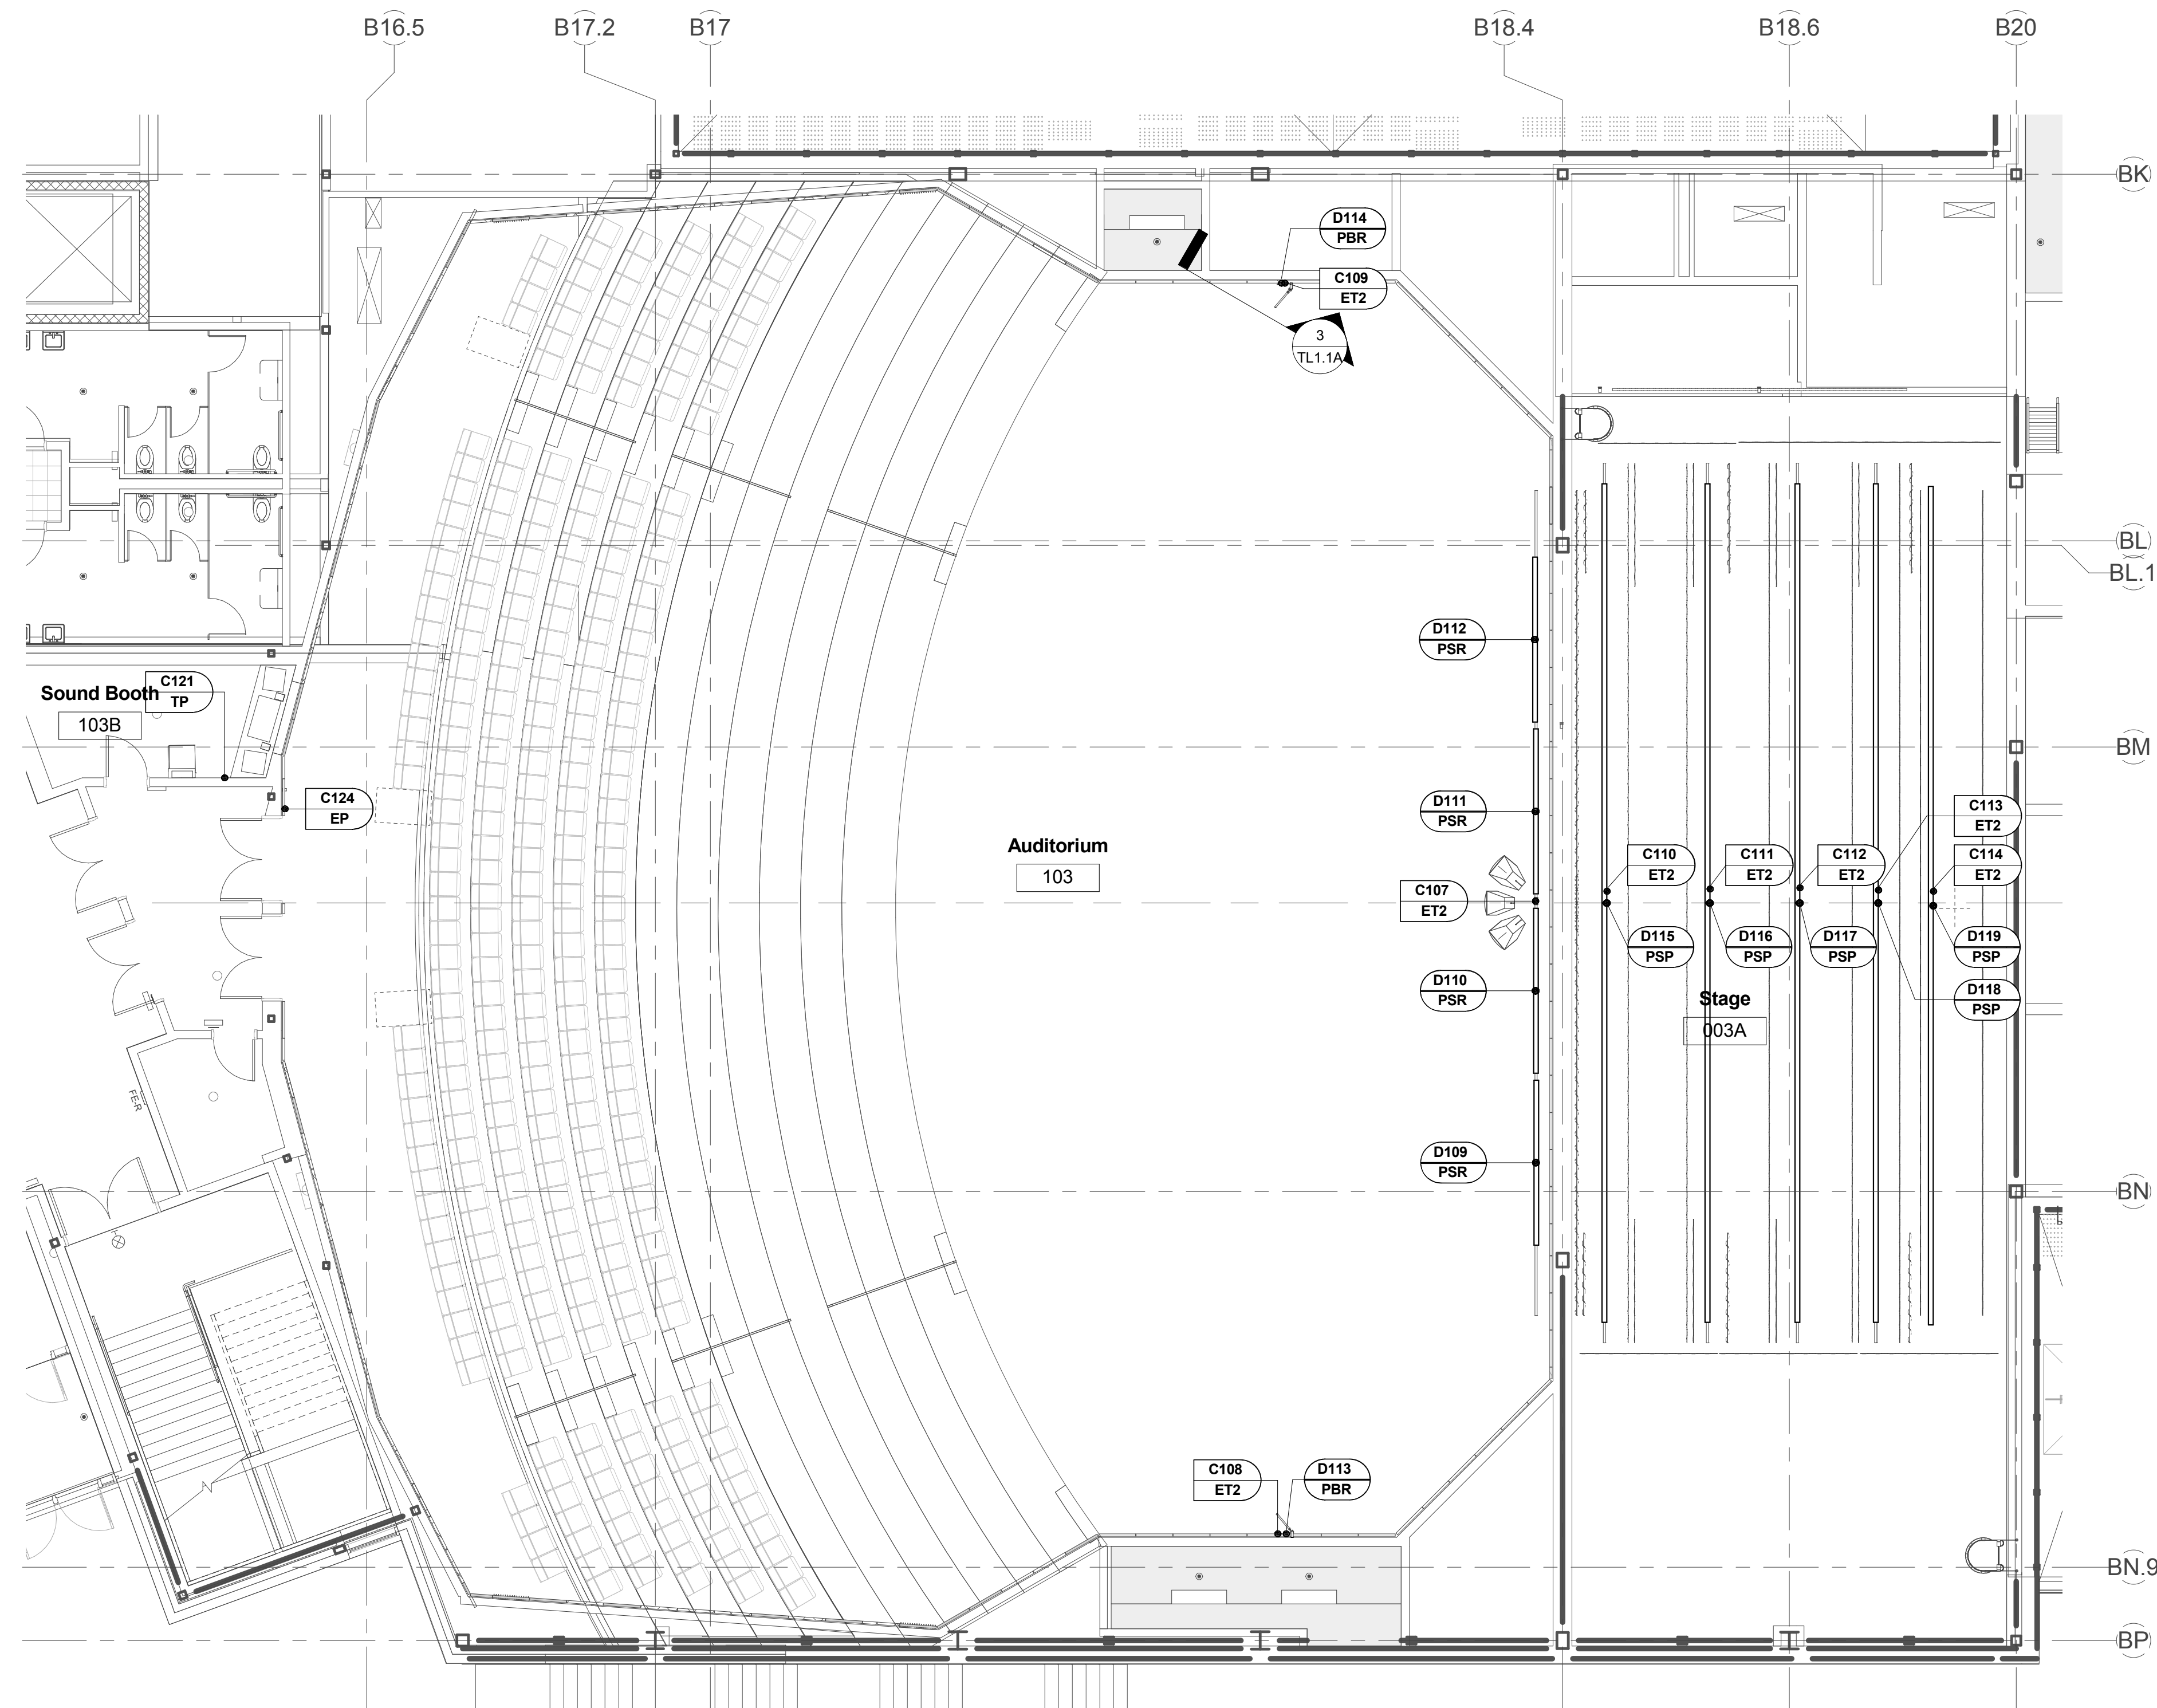 B16.5
B17.2
B17
B18.4
B18.6
B20
BK
D114
PBR
C109
ET2
3
TL1.1A
BL
BL.1
D112
PSR
C121
TP
Sound Booth
103B
BM
C124
EP
D111
PSR
C113
ET2
Auditorium
103
C110
ET2
C111
ET2
C112
ET2
C114
ET2
C107
ET2
D115
PSP
D116
PSP
D117
PSP
D119
PSP
D110
PSR
D118
PSP
Stage
003A
FE-R
D109
PSR
BN
C108
ET2
D113
PBR
BN.9
BP